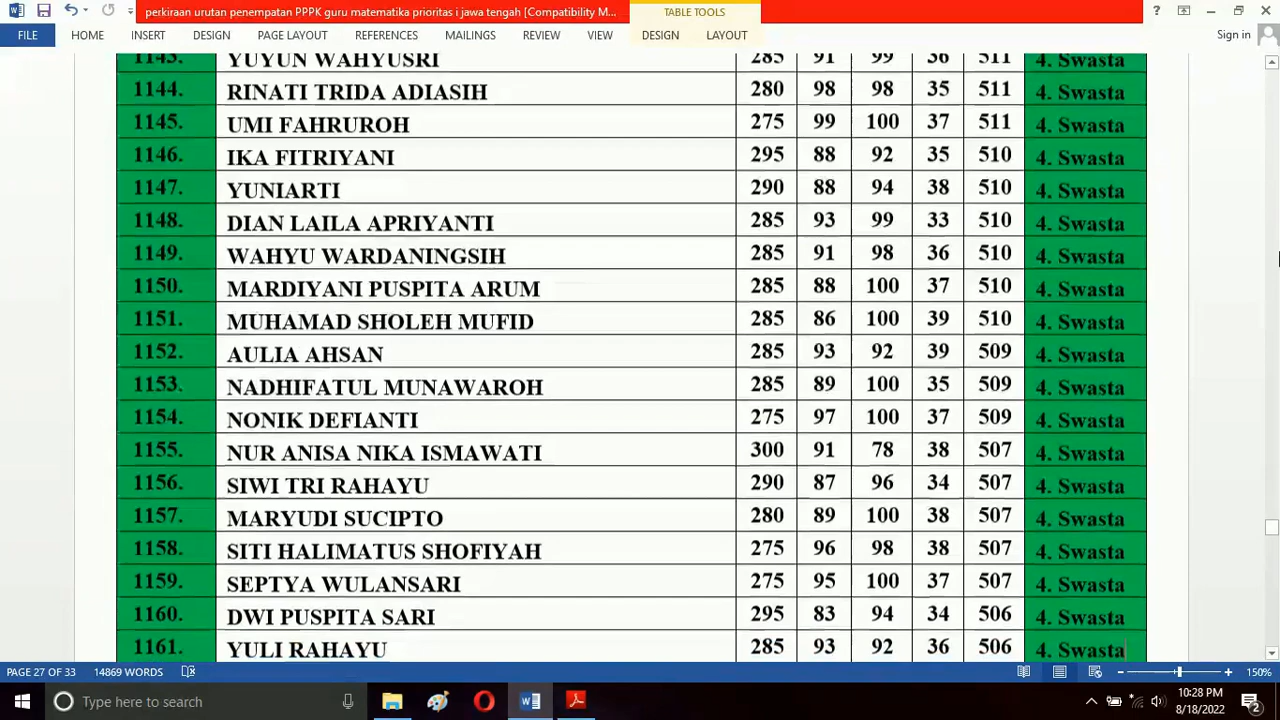 perkiraan urutan penempatan PPPK guru matematika prioritas i jawa tengah [Compatibility M...
TABLE TOOLS
?
FILE HOME INSERT DESIGN PAGE LAYOUT REFERENCES MAILINGS REVIEW VIEW DESIGN LAYOUT Sign in
1143. YUYUN WAHYUSRI 285 91 99 36 511 4. Swasta
1144. RINATI TRIDA ADIASIH 280 98 98 35 511 4. Swasta
1145. UMI FAHRUROH 275 99 100 37 511 4. Swasta
1146. IKA FITRIYANI 295 88 92 35 510 4. Swasta
1147. YUNIARTI 290 88 94 38 510 4. Swasta
1148. DIAN LAILA APRIYANTI 285 93 99 33 510 4. Swasta
1149. WAHYU WARDANINGSIH 285 91 98 36 510 4. Swasta
1150. MARDIYANI PUSPITA ARUM 285 88 100 37 510 4. Swasta
1151. MUHAMAD SHOLEH MUFID 285 86 100 39 510 4. Swasta
1152. AULIA AHSAN 285 93 92 39 509 4. Swasta
1153. NADHIFATUL MUNAWAROH 285 89 100 35 509 4. Swasta
1154. NONIK DEFIANTI 275 97 100 37 509 4. Swasta
1155. NUR ANISA NIKA ISMAWATI 300 91 78 38 507 4. Swasta
1156. SIWI TRI RAHAYU 290 87 96 34 507 4. Swasta
1157. MARYUDI SUCIPTO 280 89 100 38 507 4. Swasta
1158. SITI HALIMATUS SHOFIYAH 275 96 98 38 507 4. Swasta
1159. SEPTYA WULANSARI 275 95 100 37 507 4. Swasta
1160. DWI PUSPITA SARI 295 83 94 34 506 4. Swasta
1161. YULI RAHAYU 285 93 92 36 506 4. Swasta
PAGE 27 OF 33 14869 WORDS 150%
Type here to search
10:28 PM
8/18/2022
2